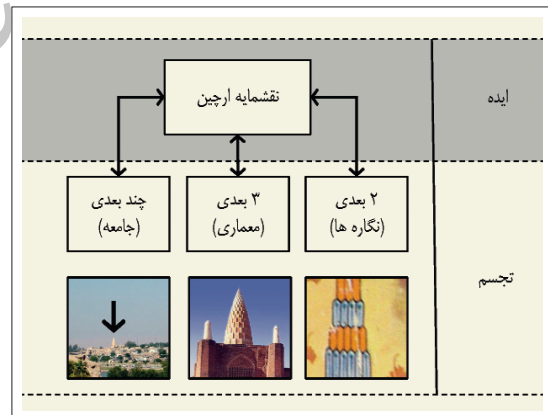 ایده
نقشمایه ارچین
۲ بعدی
(نگاره ها)
۳ بعدی
(معماری)
چند بعدی
(جامعه)
تجسم